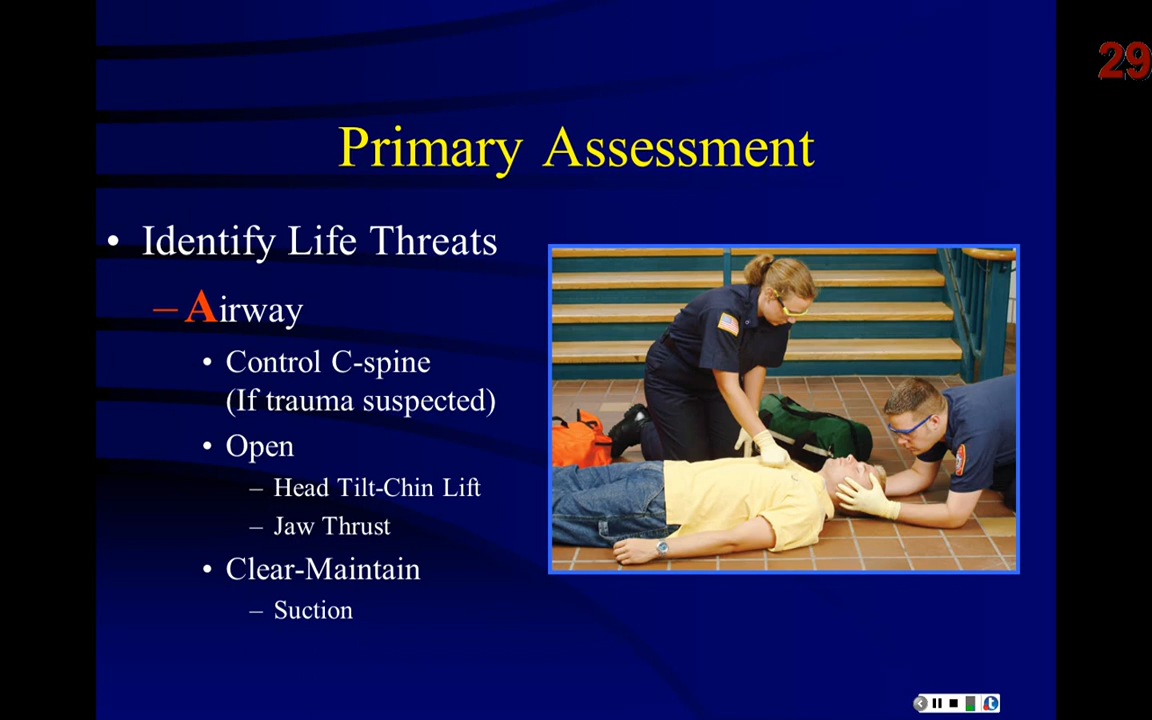 29
Primary Assessment
• Identify Life Threats
– Airway
• Control C-spine
(If trauma suspected)
• Open
– Head Tilt-Chin Lift
– Jaw Thrust
• Clear-Maintain
– Suction